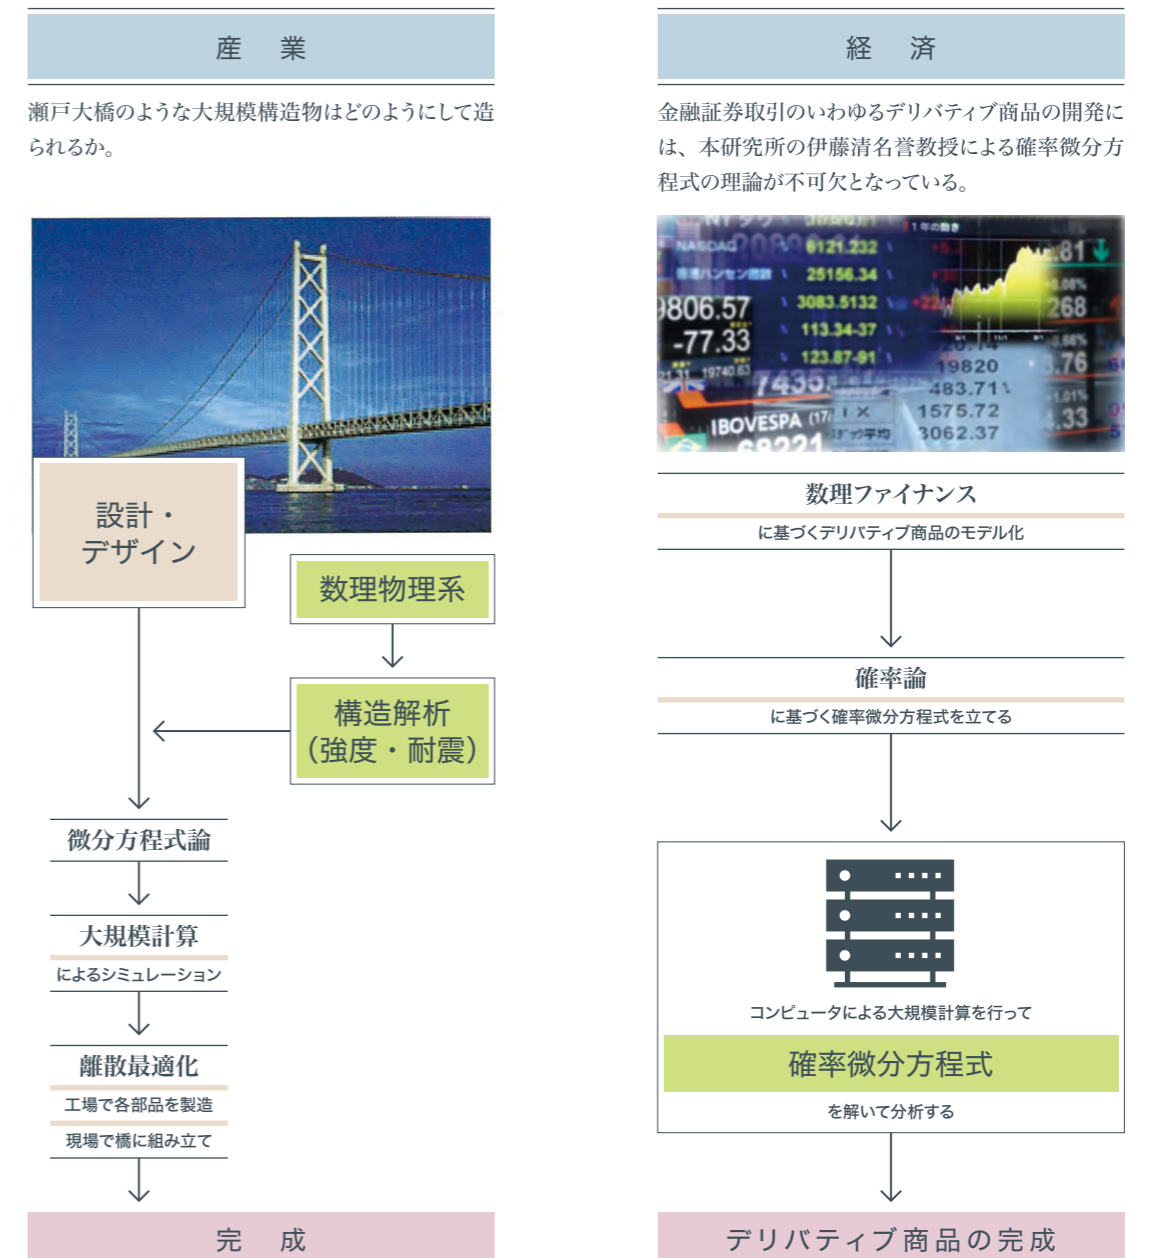 産 業
瀬戸大橋のような大規模構造物はどのようにして造
られるか。
設計・
デザイン
数理物理系
構造解析
（強度・耐震）
微分方程式論
大規模計算
によるシミュレーション
離散最適化
工場で各部品を製造
現場で橋に組み立て
完 成
経 済
金融証券取引のいわゆるデリバティブ商品の開発に
は、本研究所の伊藤清名誉教授による確率微分方
程式の理論が不可欠となっている。
1年の動き
NASDAQ 6121.232
25156.34
9806.57 3083.5132
-77.33 113.34-37
123.87-91
19740.63
7435
19820
483.71
IBOVESPA (17/
1575.72
3062.37
68221
数理ファイナンス
に基づくデリバティブ商品のモデル化
確率論
に基づく確率微分方程式を立てる
コンピュータによる大規模計算を行って
確率微分方程式
を解いて分析する
デリバティブ商品の完成